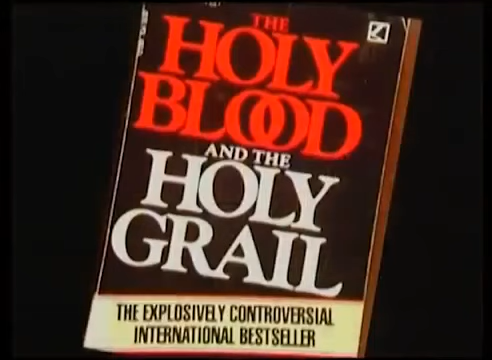 THE
HOLY
BLOOD
AND THE
HOLY
GRAIL
THE EXPLOSIVELY CONTROVERSIAL
INTERNATIONAL BESTSELLER